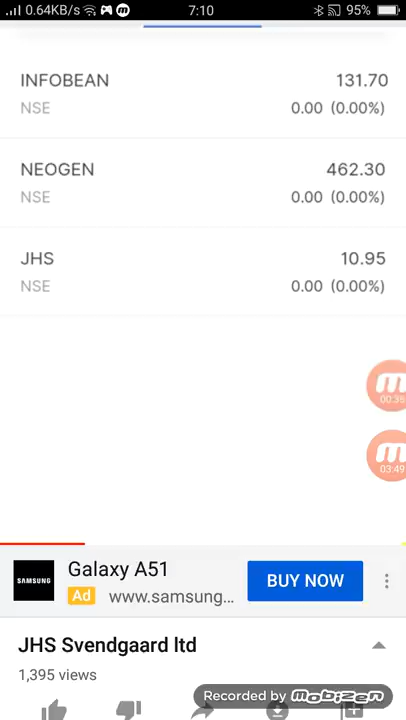 0.64KB/s 7:10 95%
INFOBEAN 131.70
NSE 0.00 (0.00%)
NEOGEN 462.30
NSE 0.00 (0.00%)
JHS 10.95
NSE 0.00 (0.00%)
03:49
SAMSUNG
Galaxy A51
Ad www.samsung...
BUY NOW
JHS Svendgaard ltd
1,395 views
Recorded by mobizen